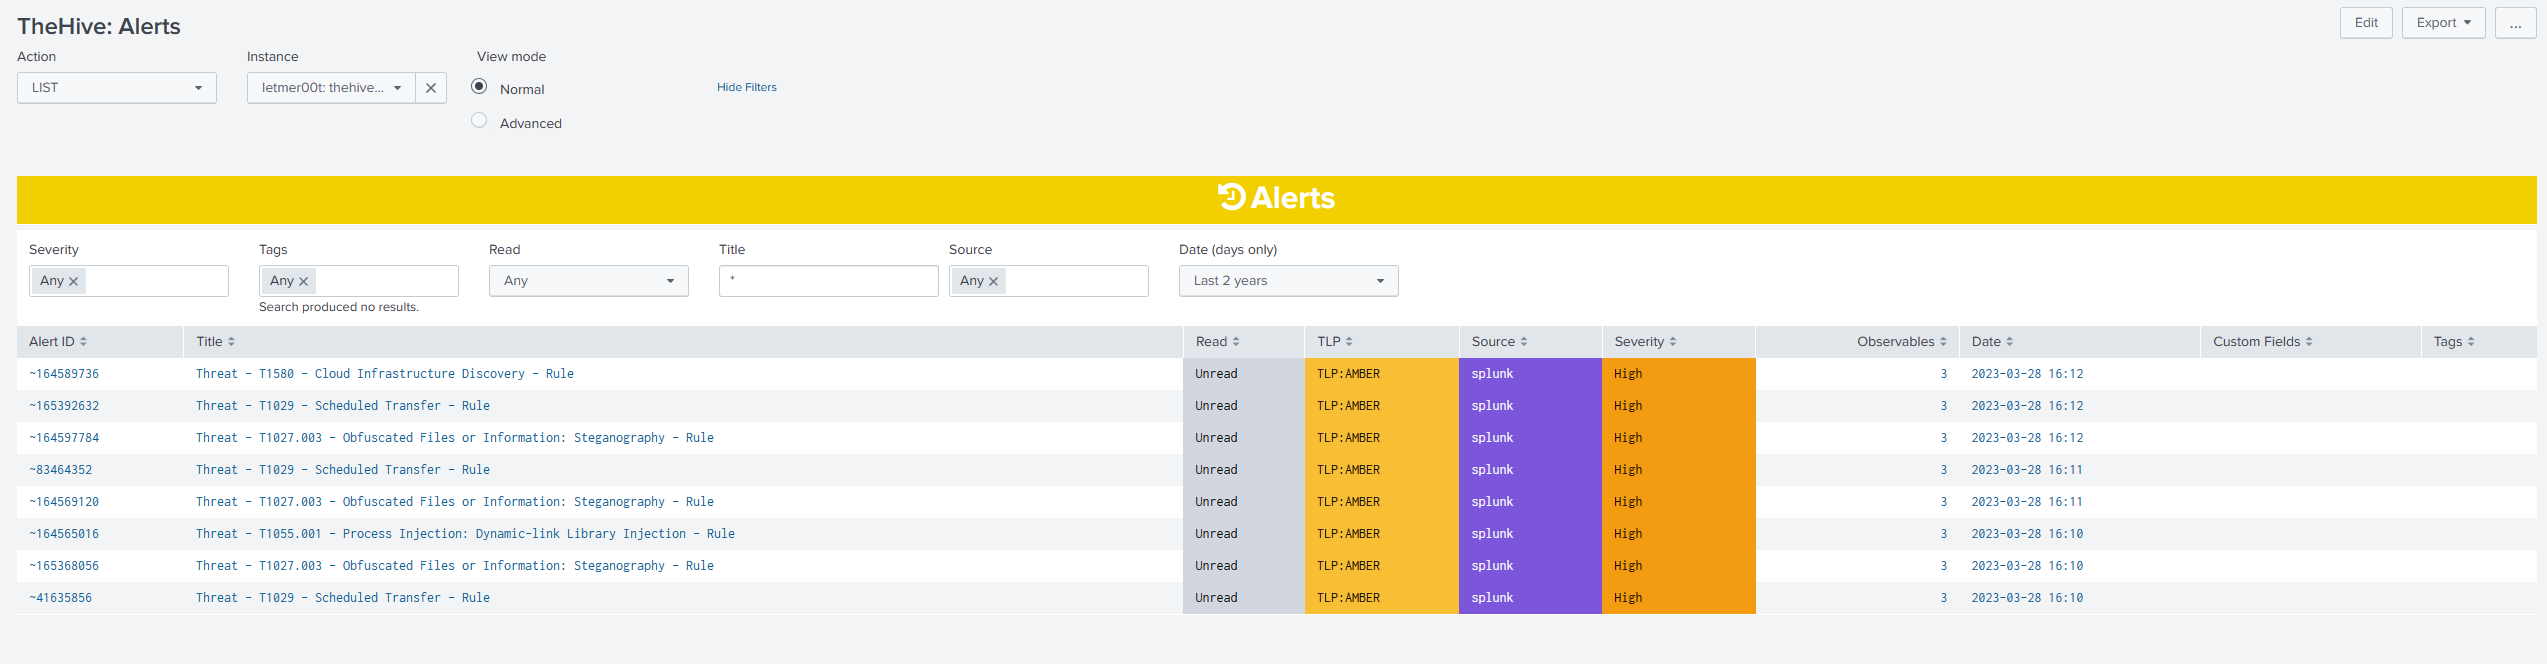 TheHive: Alerts
Edit Export ...
Action Instance View mode
LIST letmer00t: thehive... Normal Hide Filters
Advanced
Alerts
Severity Tags Read Title Source Date (days only)
Any Any Any * Any Last 2 years
Search produced no results.
Alert ID Title Read TLP Source Severity Observables Date Custom Fields Tags
~164589736 Threat - T1580 - Cloud Infrastructure Discovery - Rule Unread TLP:AMBER splunk High 3 2023-03-28 16:12
~165392632 Threat - T1029 - Scheduled Transfer - Rule Unread TLP:AMBER splunk High 3 2023-03-28 16:12
~164597784 Threat - T1027.003 - Obfuscated Files or Information: Steganography - Rule Unread TLP:AMBER splunk High 3 2023-03-28 16:12
~83464352 Threat - T1029 - Scheduled Transfer - Rule Unread TLP:AMBER splunk High 3 2023-03-28 16:11
~164569120 Threat - T1027.003 - Obfuscated Files or Information: Steganography - Rule Unread TLP:AMBER splunk High 3 2023-03-28 16:11
~164565016 Threat - T1055.001 - Process Injection: Dynamic-link Library Injection - Rule Unread TLP:AMBER splunk High 3 2023-03-28 16:10
~165368056 Threat - T1027.003 - Obfuscated Files or Information: Steganography - Rule Unread TLP:AMBER splunk High 3 2023-03-28 16:10
~41635856 Threat - T1029 - Scheduled Transfer - Rule Unread TLP:AMBER splunk High 3 2023-03-28 16:10